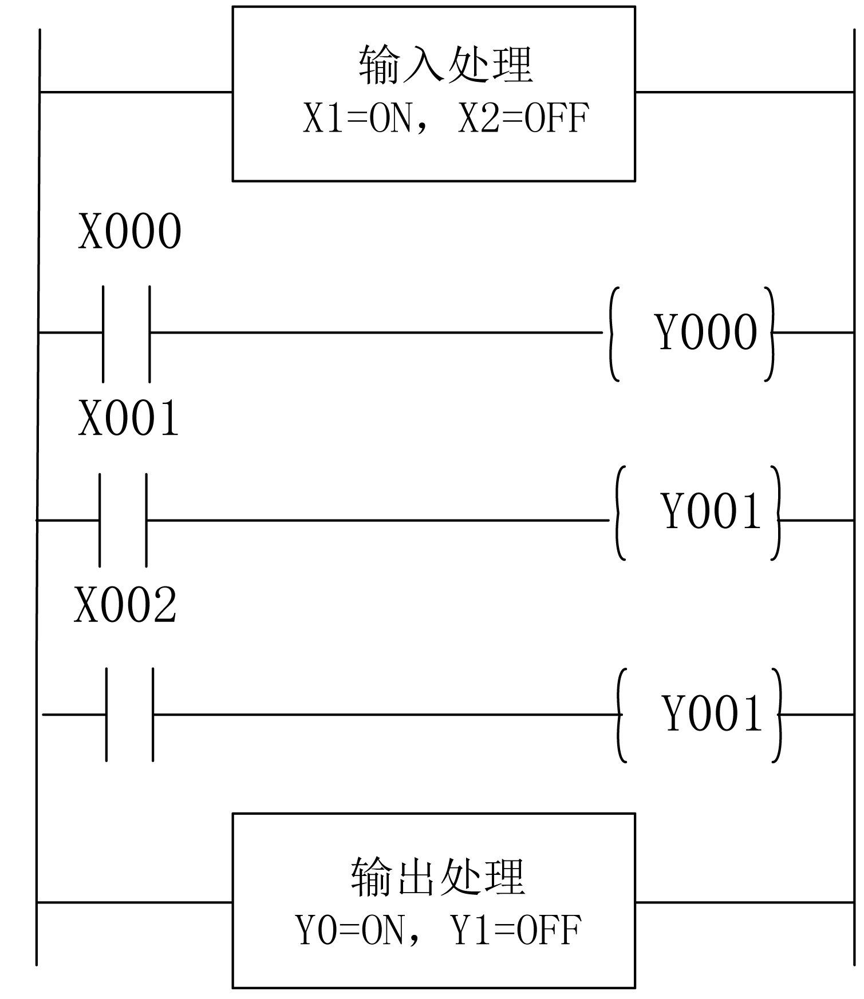 输入处理
X1=ON, X2=OFF
X000
Y000
X001
Y001
X002
Y001
输出处理
Y0=ON, Y1=OFF